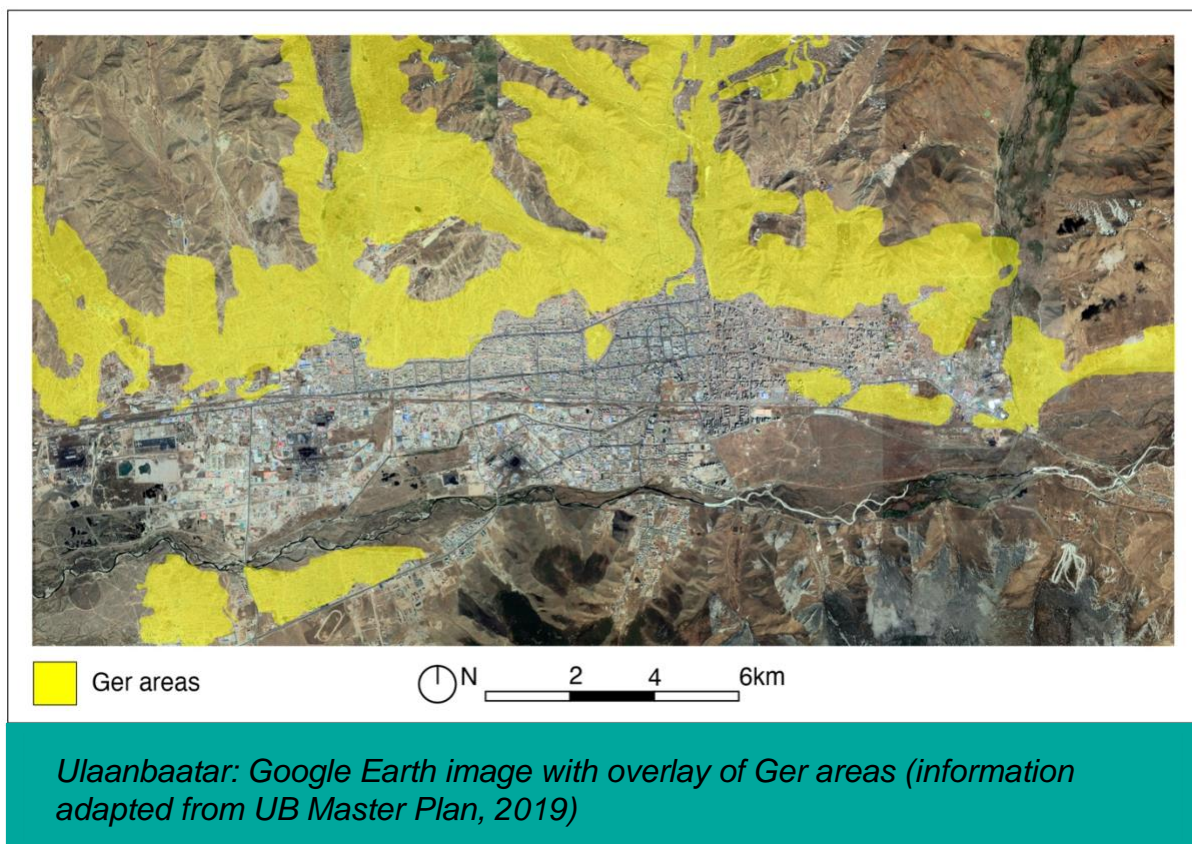 Ger areas
N 2 4 6km
Ulaanbaatar: Google Earth image with overlay of Ger areas (information
adapted from UB Master Plan, 2019)